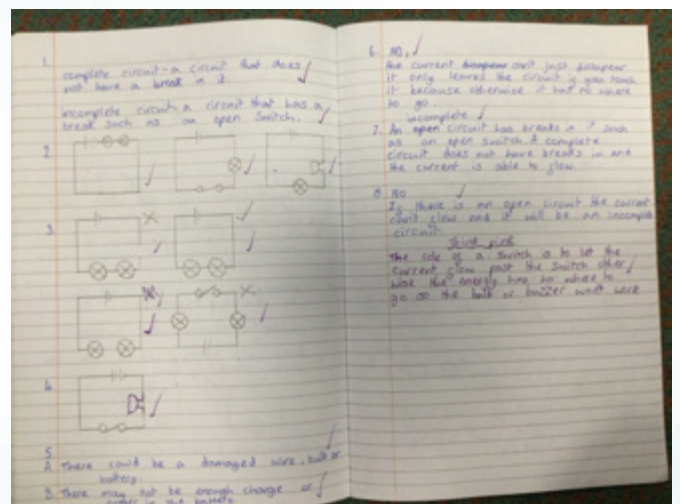 1.
complete circuit - a circuit that does
not have a break in it.
incomplete circuit - a circuit that has a
break such as an open switch.
2.
3.
4.
5.
A There could be a damaged wire, bulb or
battery.
B. There may not be enough charge or
in the battery
6. NO,
the current can't just disapear
it only leaves the circuit if you touch
it because otherwise it has no where
to go.
incomplete
7. An open circuit has breaks in it such
as an open switch. A complete
circuit does not have breaks in and
the current is able to flow.
8. NO
If there is an open circuit the current
can't flow and it will be an incomplete
circuit.
think pink
The role of a switch is to let the
current flow past the switch other
wise the energy has no where to
go so the bulb or buzzer won't work